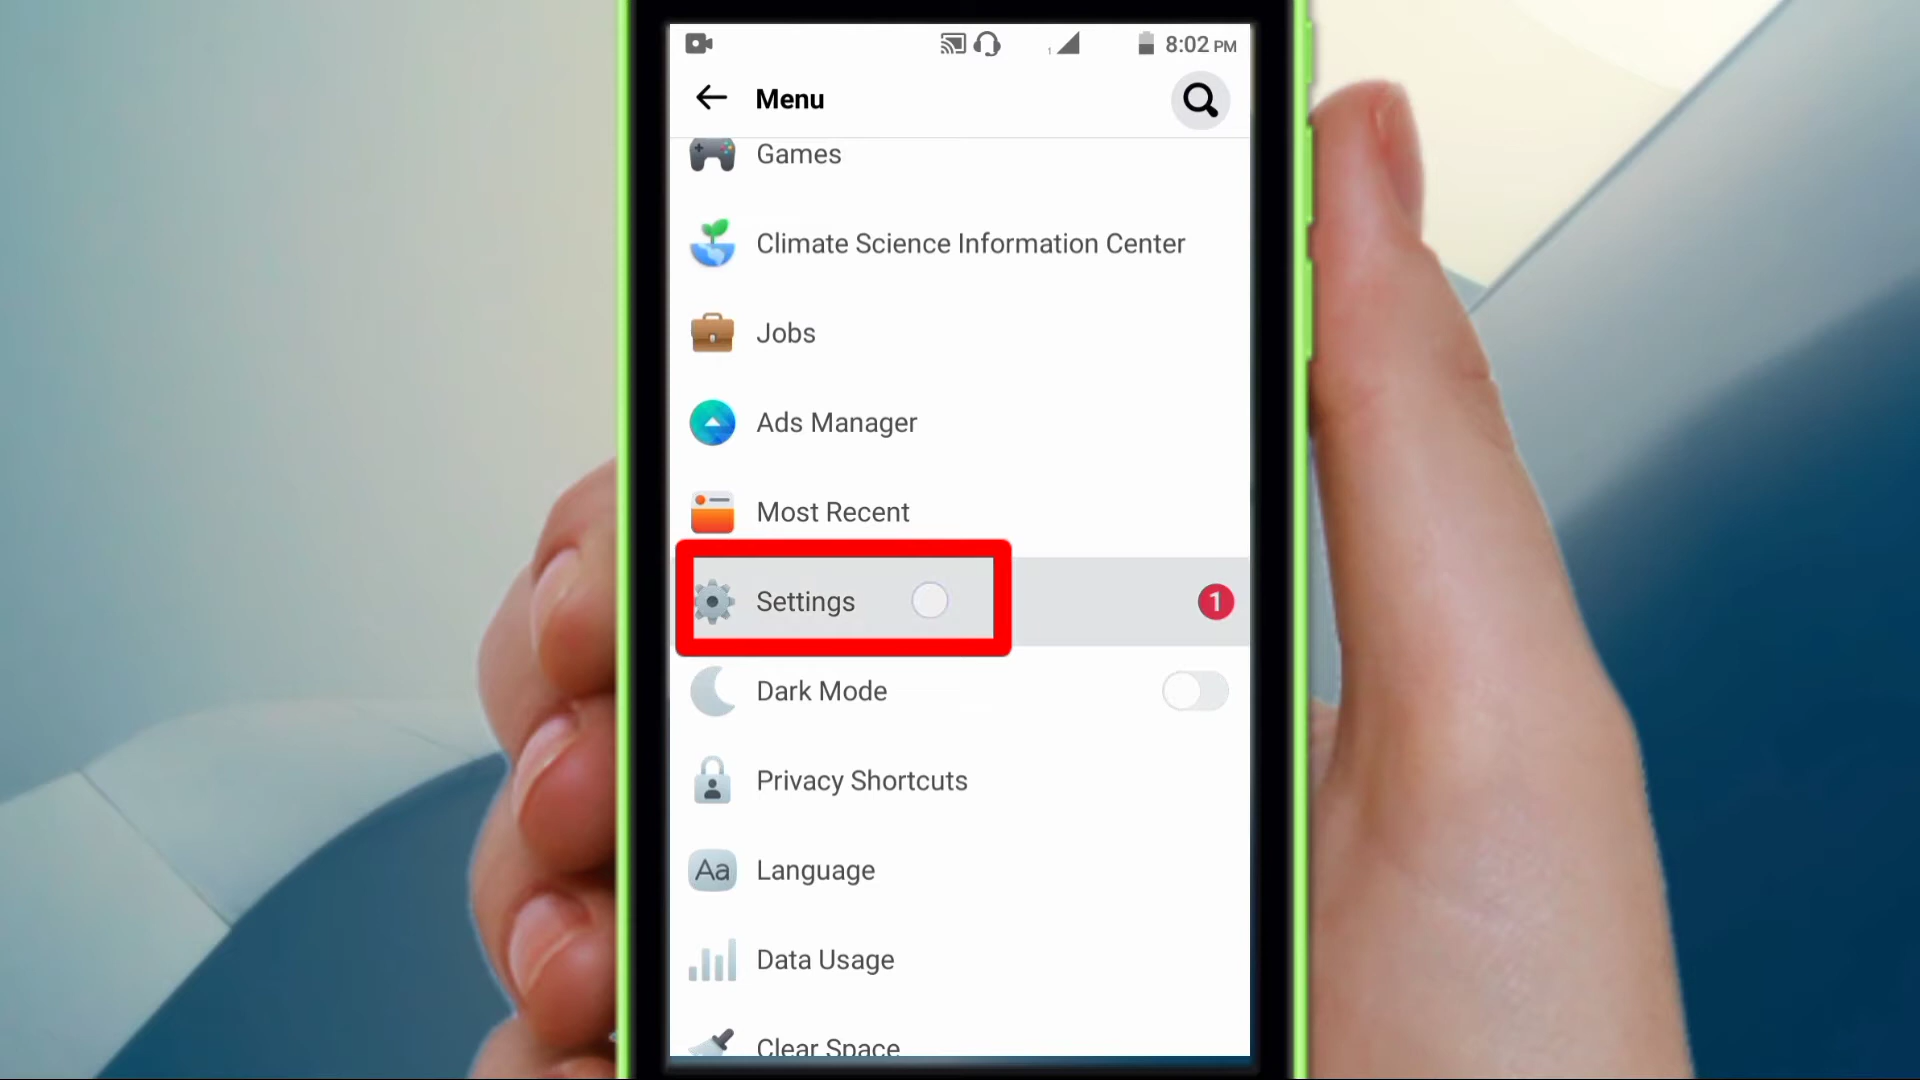 8:02 PM
Menu
Games
Climate Science Information Center
Jobs
Ads Manager
Most Recent
Settings
1
Dark Mode
Privacy Shortcuts
Aa
Language
Data Usage
Clear Space